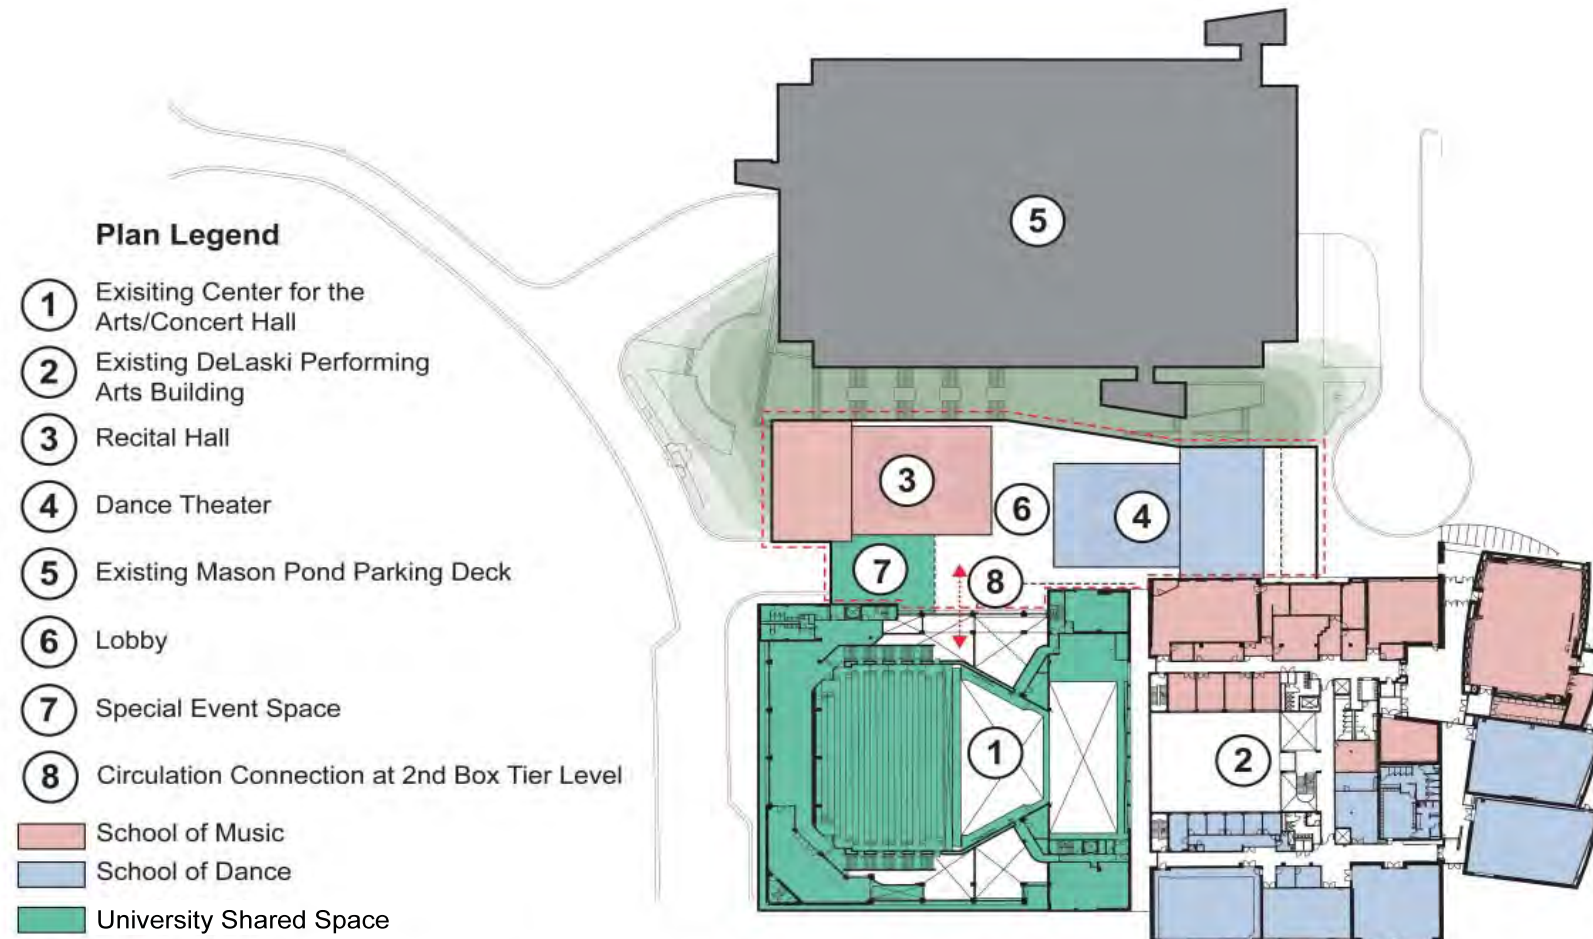 Plan Legend
1 Exisiting Center for the
Arts/Concert Hall
2 Existing DeLaski Performing
Arts Building
3 Recital Hall
4 Dance Theater
5 Existing Mason Pond Parking Deck
6 Lobby
7 Special Event Space
8 Circulation Connection at 2nd Box Tier Level
School of Music
School of Dance
University Shared Space
5
3
6
4
7
8
1
2